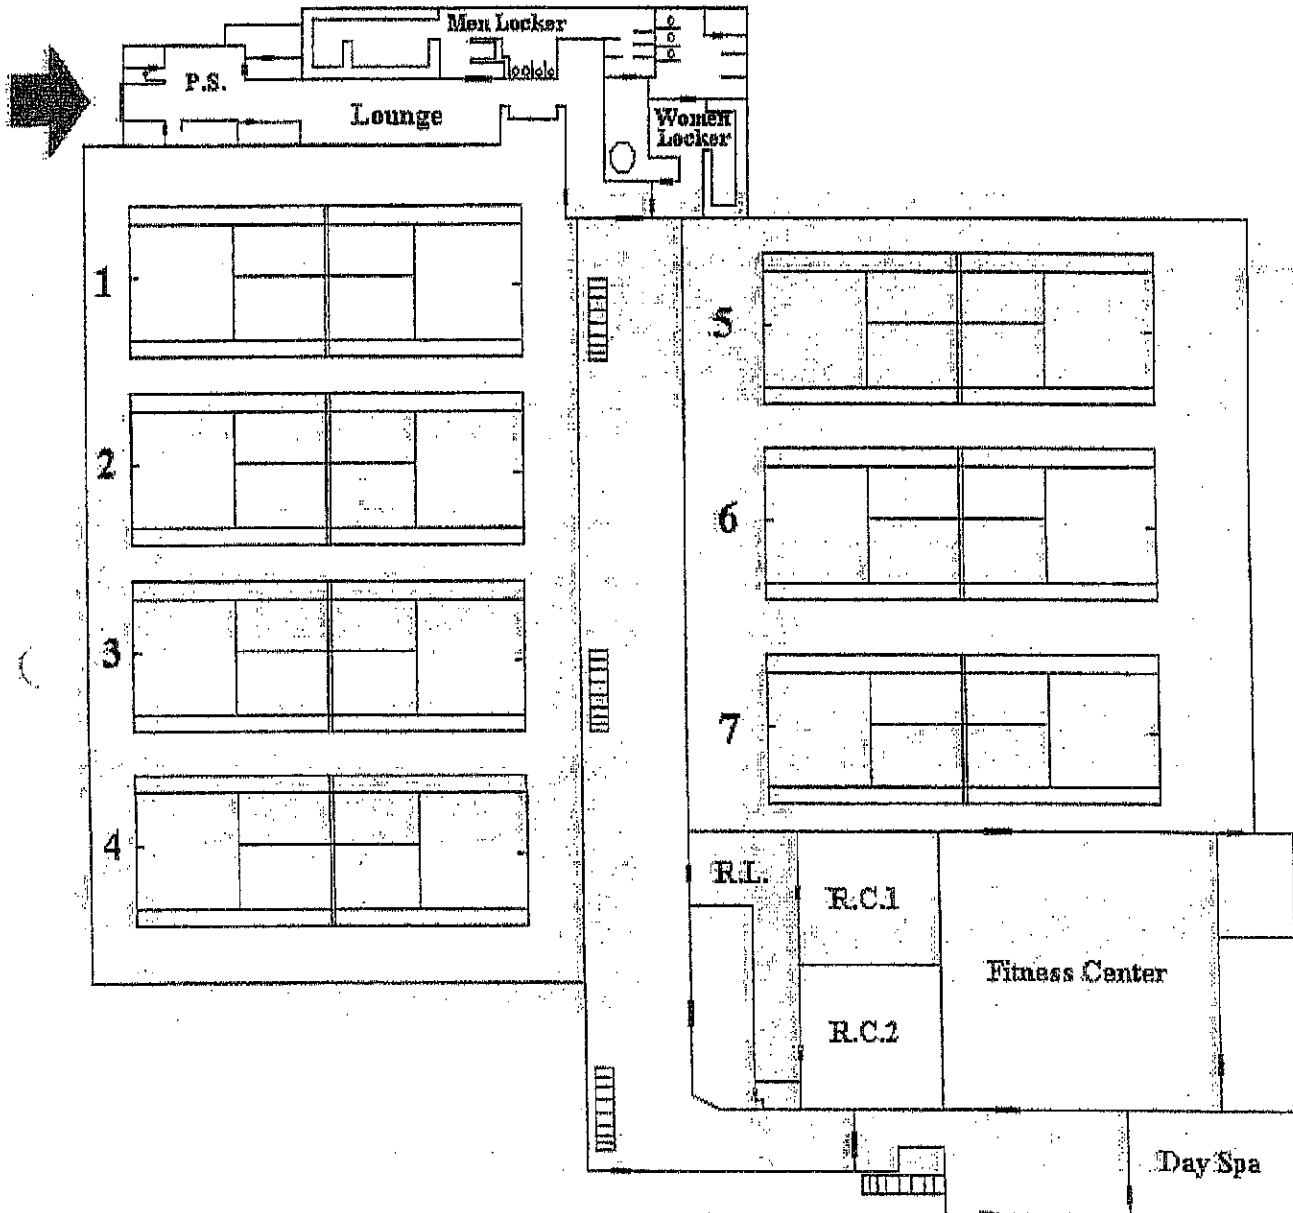 Men Locker
P.S.
Lounge
Women
Locker
1
2
3
4
5
6
7
R.L.
R.C.1
R.C.2
Fitness Center
Day Spa